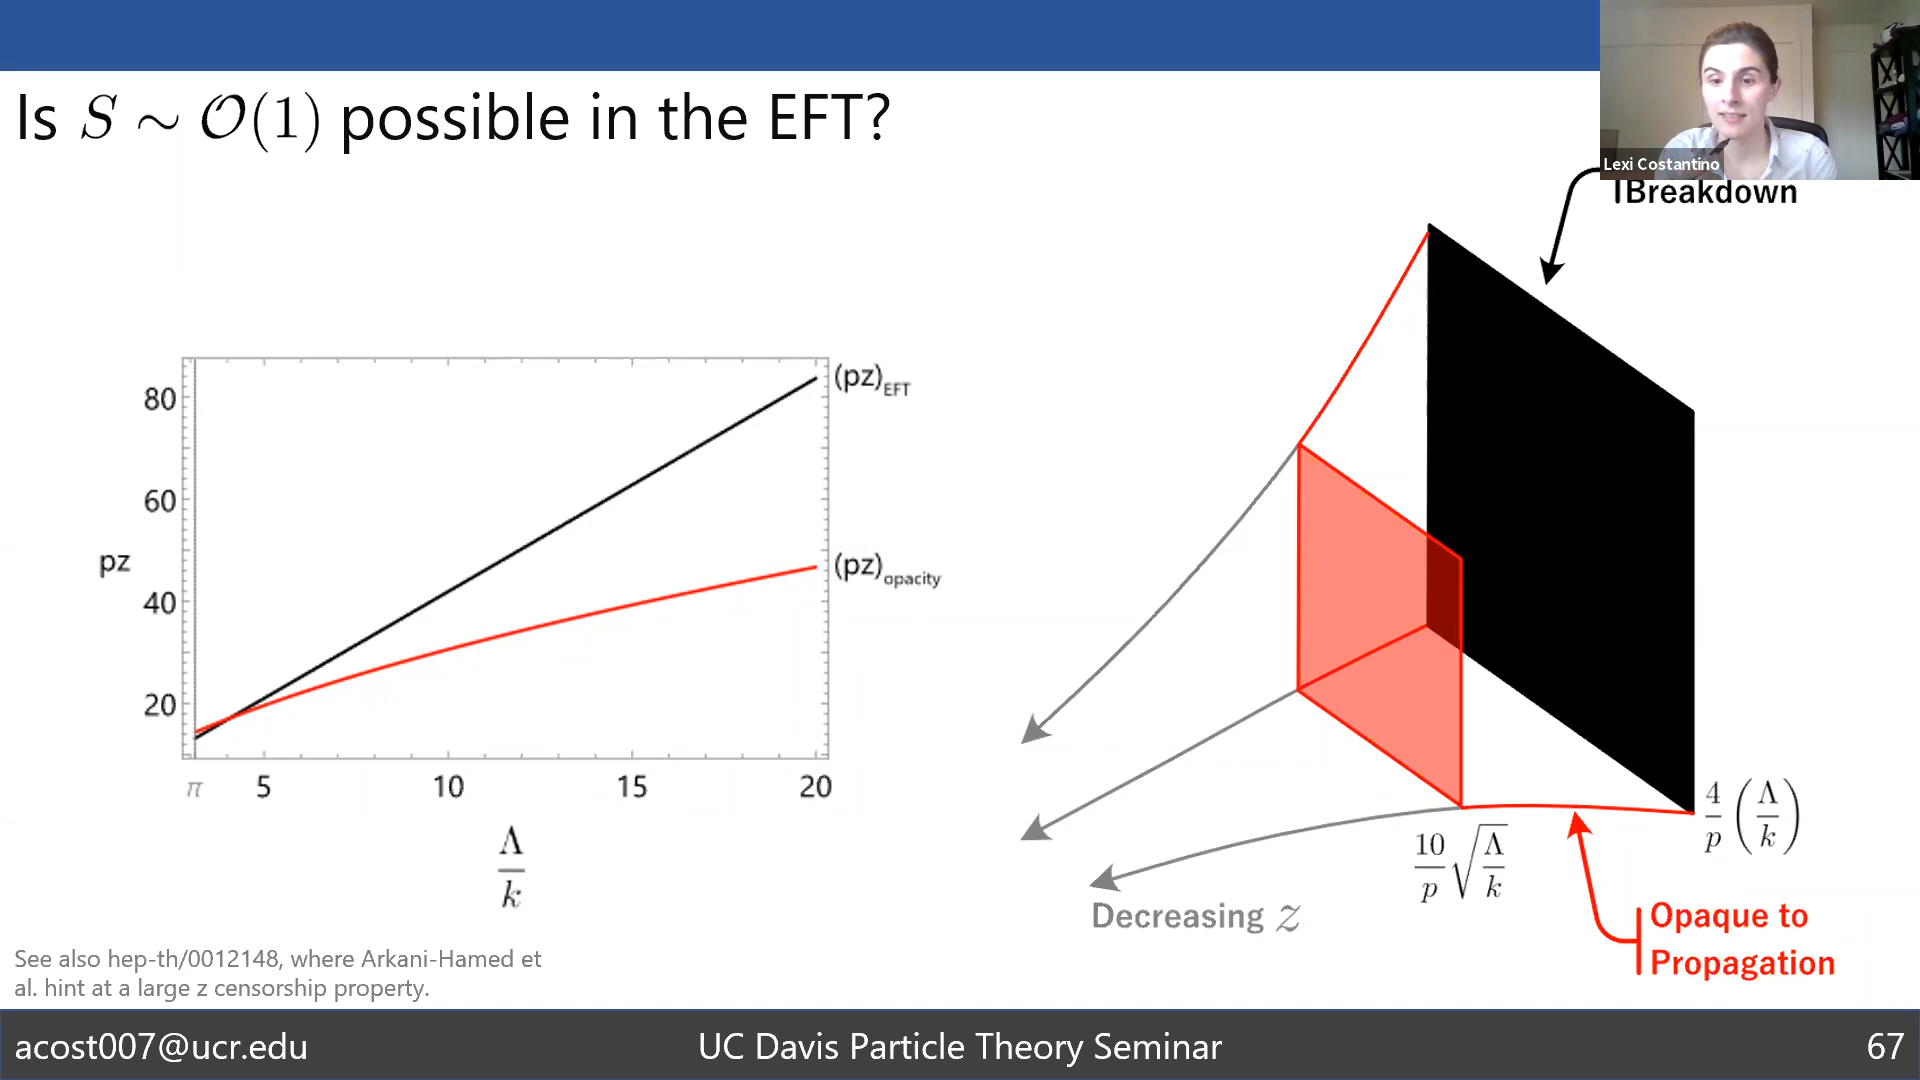 Is S ~ O(1) possible in the EFT?
Lexi Costantino
Breakdown
80
60
40
20
pz
(pz)EFT
(pz)opacity
π 5 10 15 20
Λ/k
10/p √(Λ/k)
4/p (Λ/k)
Decreasing z
Opaque to
Propagation
See also hep-th/0012148, where Arkani-Hamed et
al. hint at a large z censorship property.
acost007@ucr.edu
UC Davis Particle Theory Seminar
67